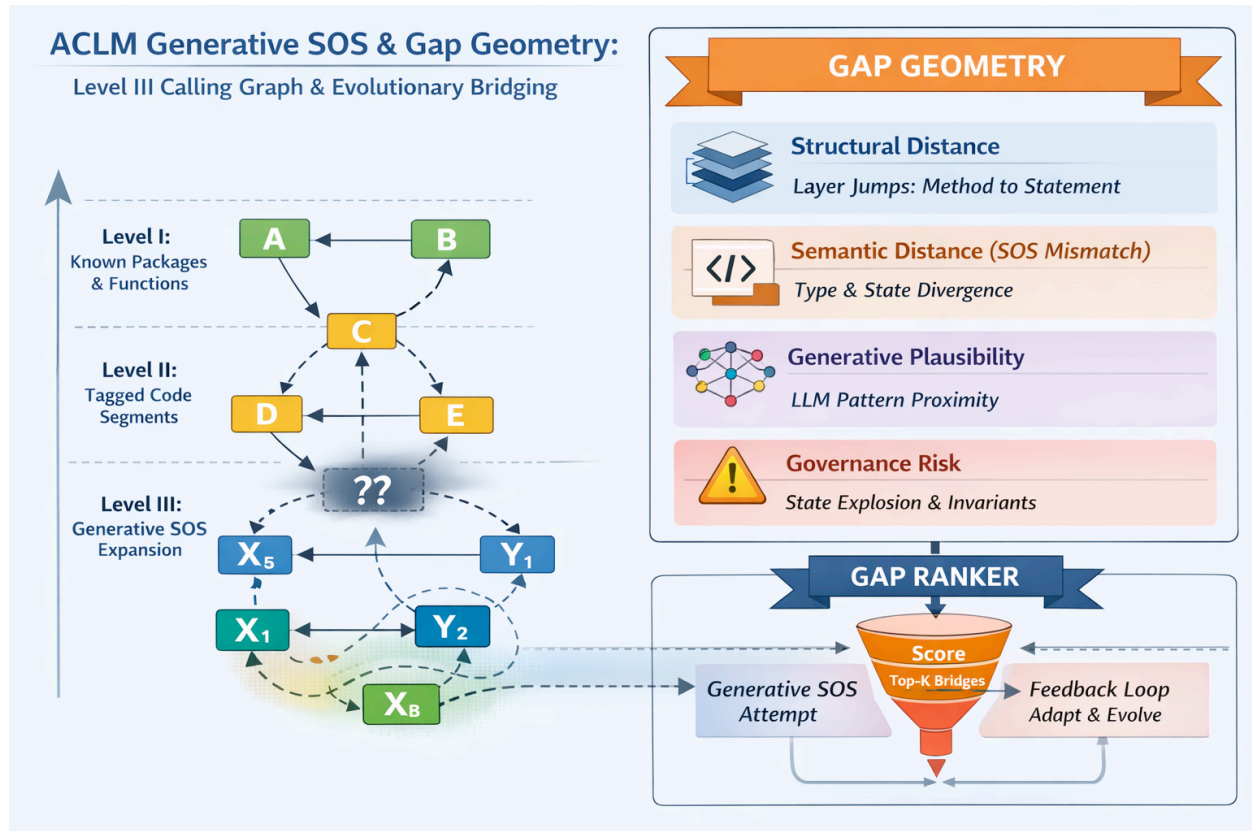 ACLM Generative SOS & Gap Geometry:
Level III Calling Graph & Evolutionary Bridging
Level I:
Known Packages
& Functions
A
B
C
Level II:
Tagged Code
Segments
D
E
??
Level III:
Generative SOS
Expansion
X₅
Y₁
X₁
Y₂
X_B
GAP GEOMETRY
Structural Distance
Layer Jumps: Method to Statement
</>
Semantic Distance (SOS Mismatch)
Type & State Divergence
Generative Plausibility
LLM Pattern Proximity
!
Governance Risk
State Explosion & Invariants
GAP RANKER
Score
Top-K Bridges
Generative SOS
Attempt
Feedback Loop
Adapt & Evolve